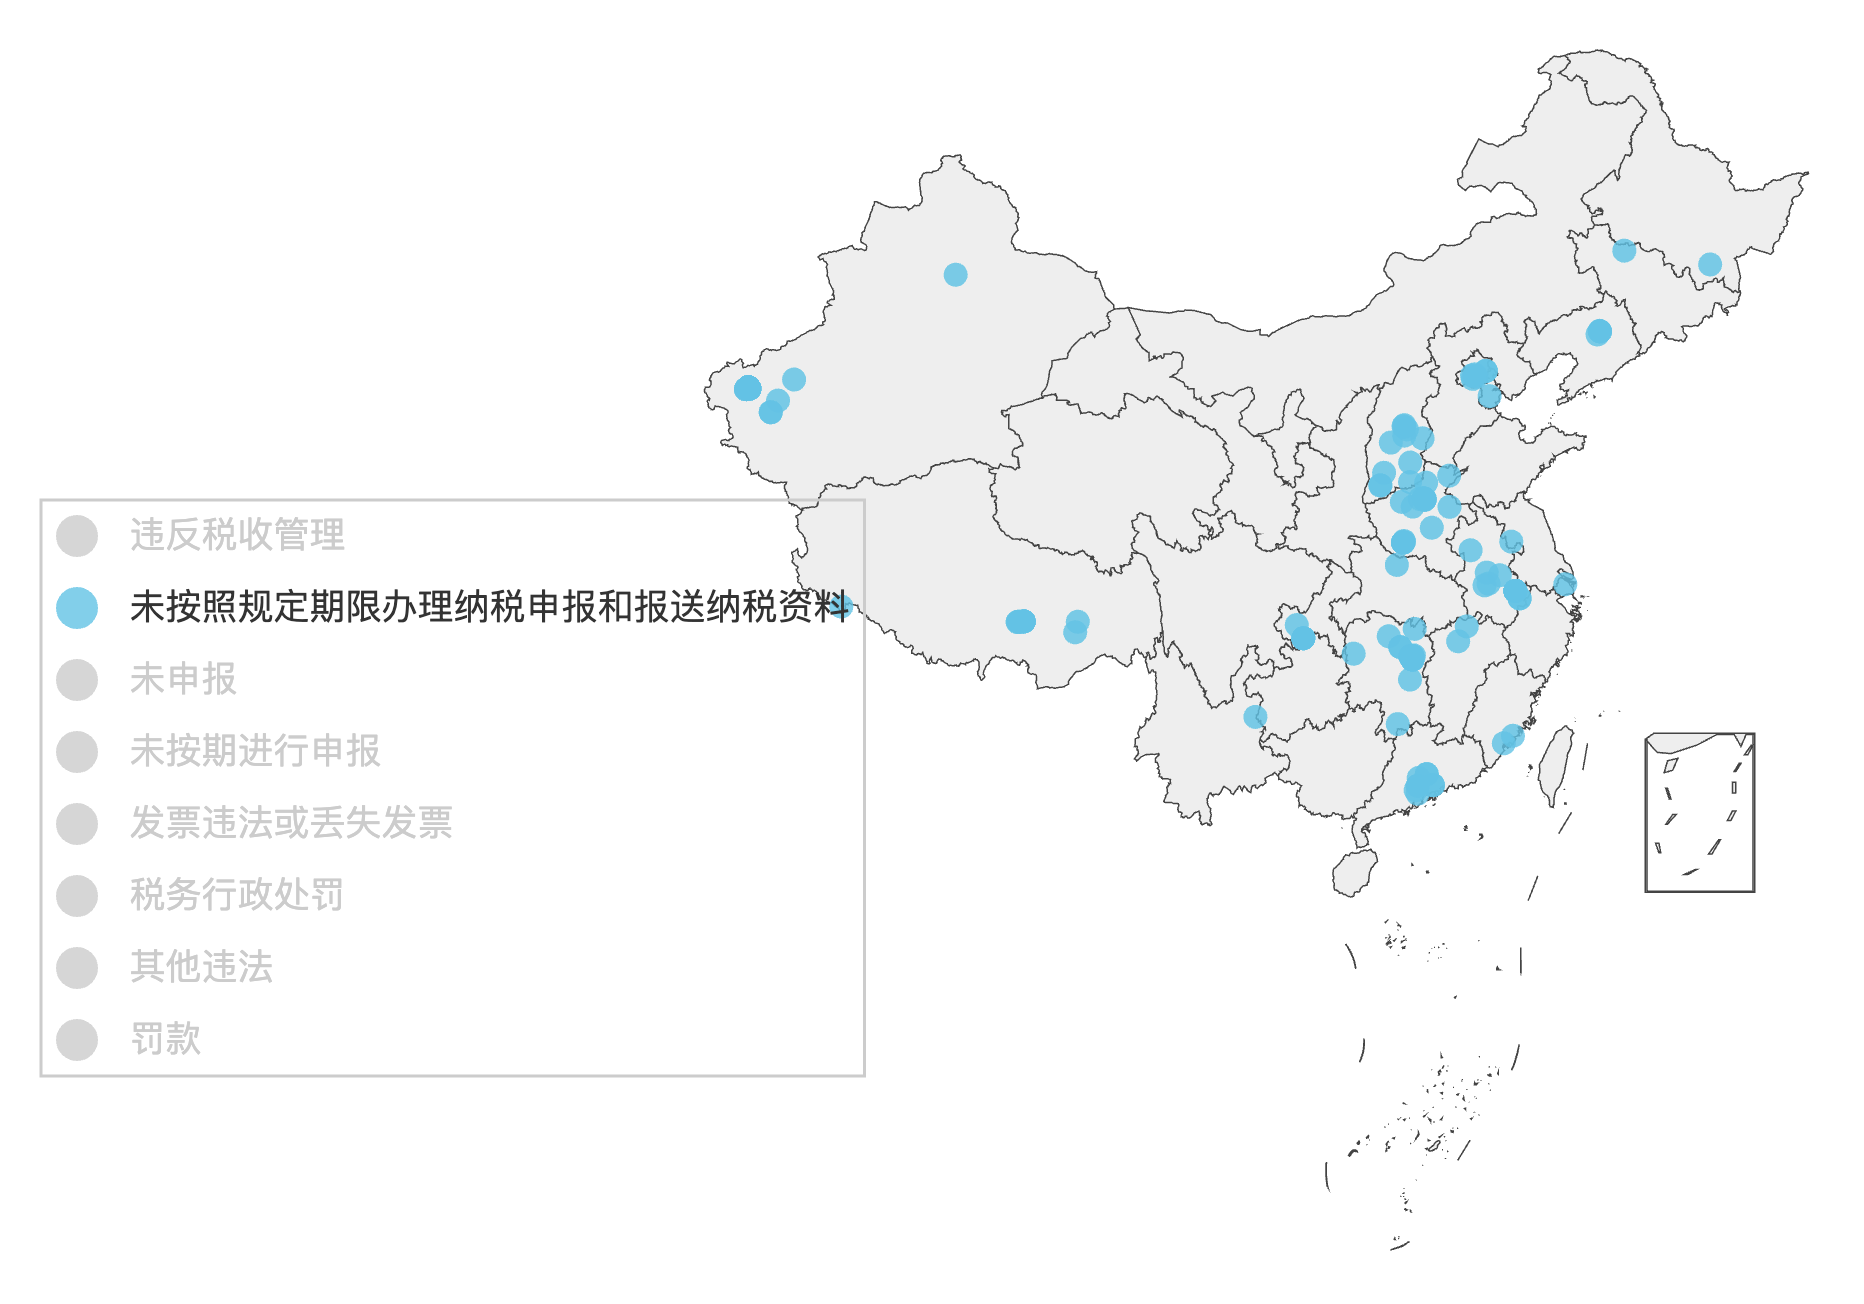 违反税收管理
未按照规定期限办理纳税申报和报送纳税资料
未申报
未按期进行申报
发票违法或丢失发票
税务行政处罚
其他违法
罚款